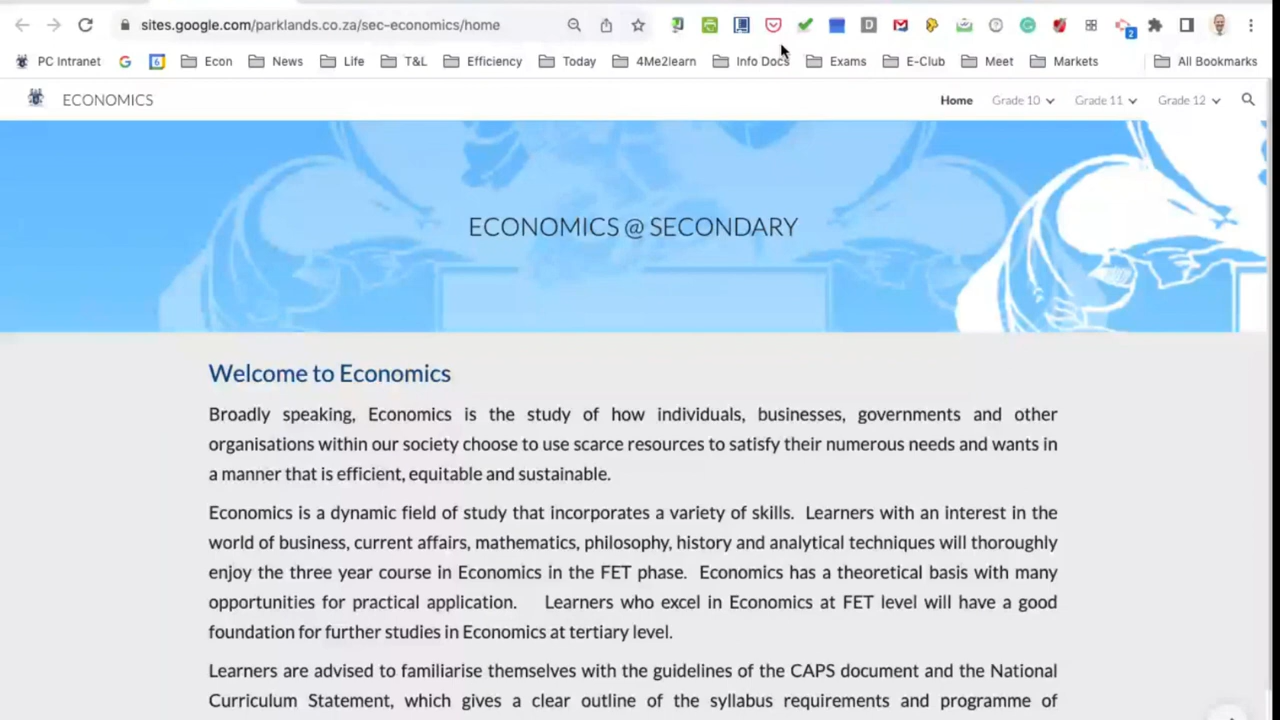 sites.google.com/parklands.co.za/sec-economics/home
PC Intranet Econ News Life T&L Efficiency Today 4Me2learn Info Docs Exams E-Club Meet Markets All Bookmarks
ECONOMICS Home Grade 10 Grade 11 Grade 12
ECONOMICS @ SECONDARY
Welcome to Economics
Broadly speaking, Economics is the study of how individuals, businesses, governments and other
organisations within our society choose to use scarce resources to satisfy their numerous needs and wants in
a manner that is efficient, equitable and sustainable.
Economics is a dynamic field of study that incorporates a variety of skills. Learners with an interest in the
world of business, current affairs, mathematics, philosophy, history and analytical techniques will thoroughly
enjoy the three year course in Economics in the FET phase. Economics has a theoretical basis with many
opportunities for practical application. Learners who excel in Economics at FET level will have a good
foundation for further studies in Economics at tertiary level.
Learners are advised to familiarise themselves with the guidelines of the CAPS document and the National
Curriculum Statement, which gives a clear outline of the syllabus requirements and programme of